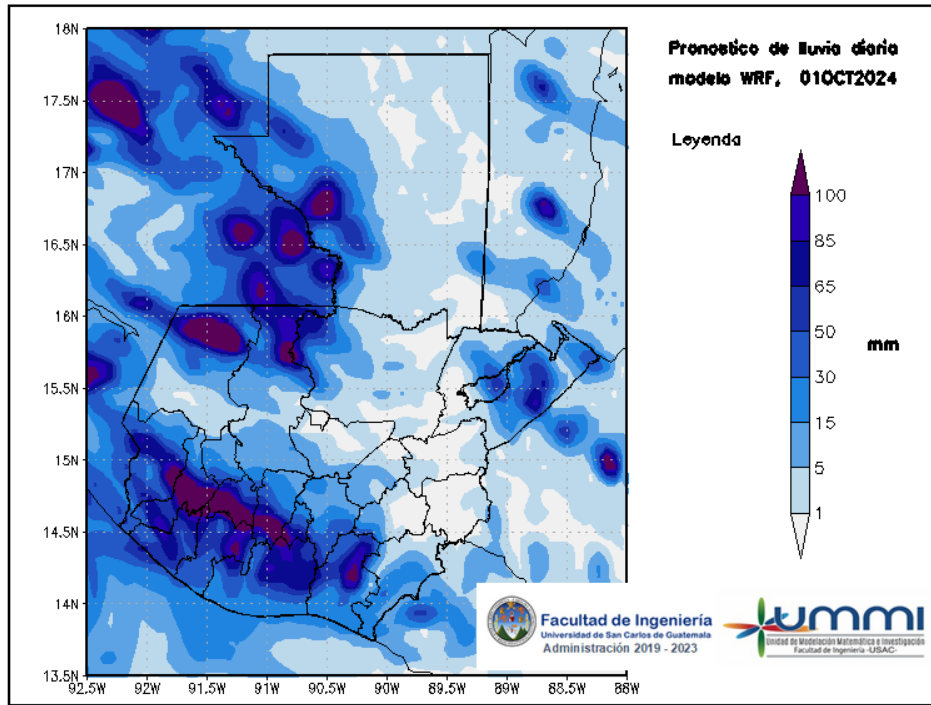 Pronostico de lluvia diaria
modelo WRF, 01OCT2024
Leyenda
100
85
65
50
30
15
5
1
mm
18N
17.5N
17N
16.5N
16N
15.5N
15N
14.5N
14N
13.5N
92.5W
92W
91.5W
91W
90.5W
90W
89.5W
89W
88.5W
88W
Facultad de Ingeniería
Universidad de San Carlos de Guatemala
Administración 2019 - 2023
ummi
Unidad de Modelación Matemática e Investigación
Facultad de Ingeniería -USAC-